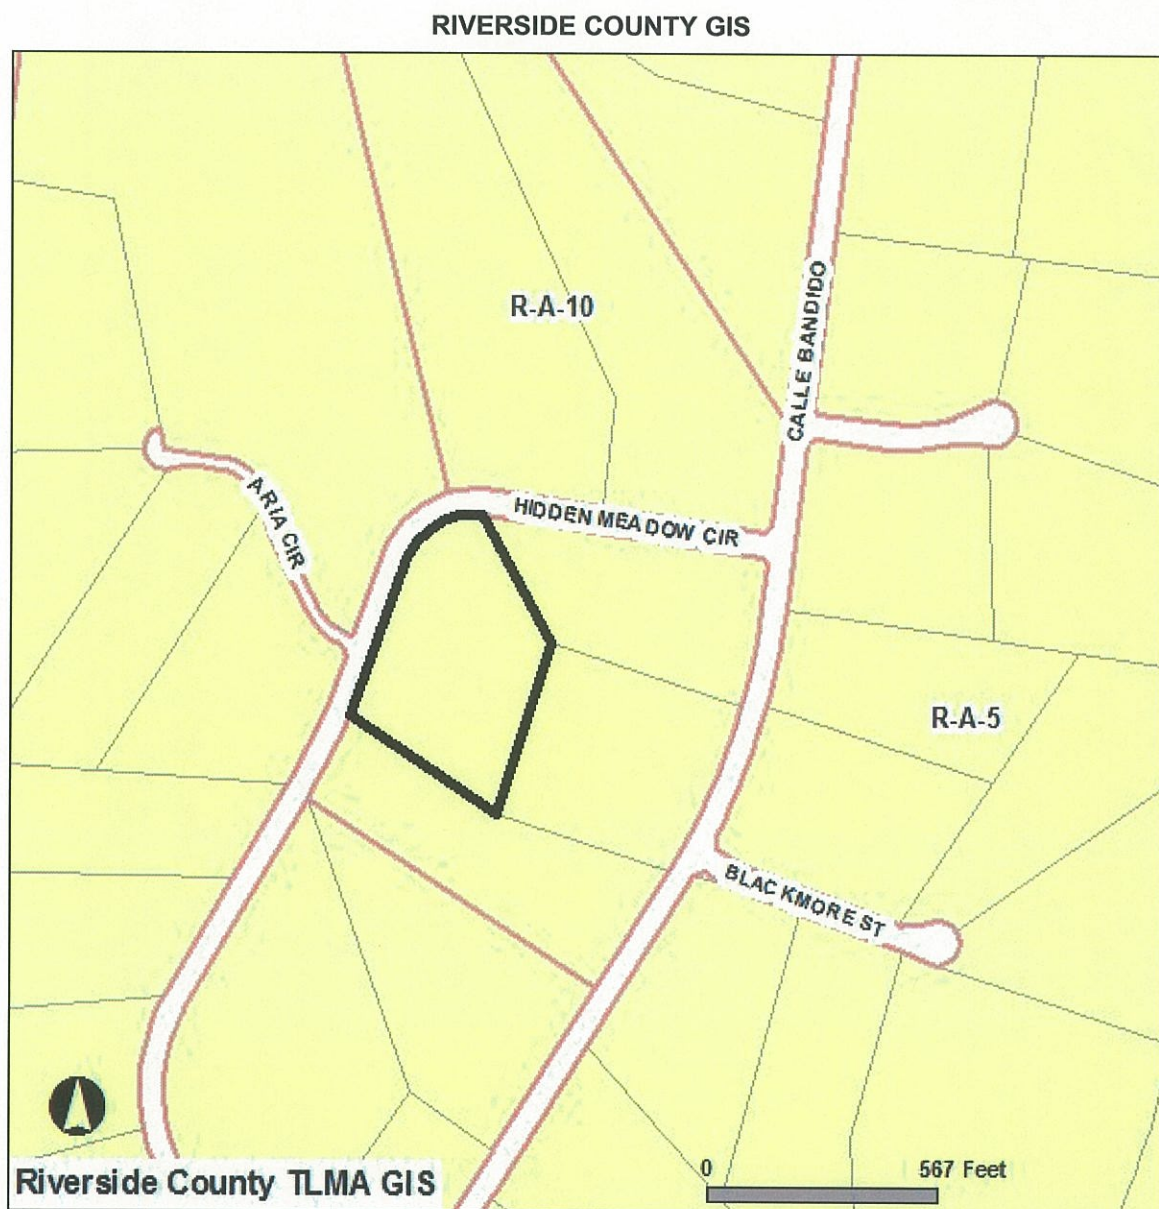 RIVERSIDE COUNTY GIS
R-A-10
CALLE BANDIDO
ARIA CIR
HIDDEN MEADOW CIR
R-A-5
BLACKMORE ST
0 567 Feet
Riverside County TLMA GIS